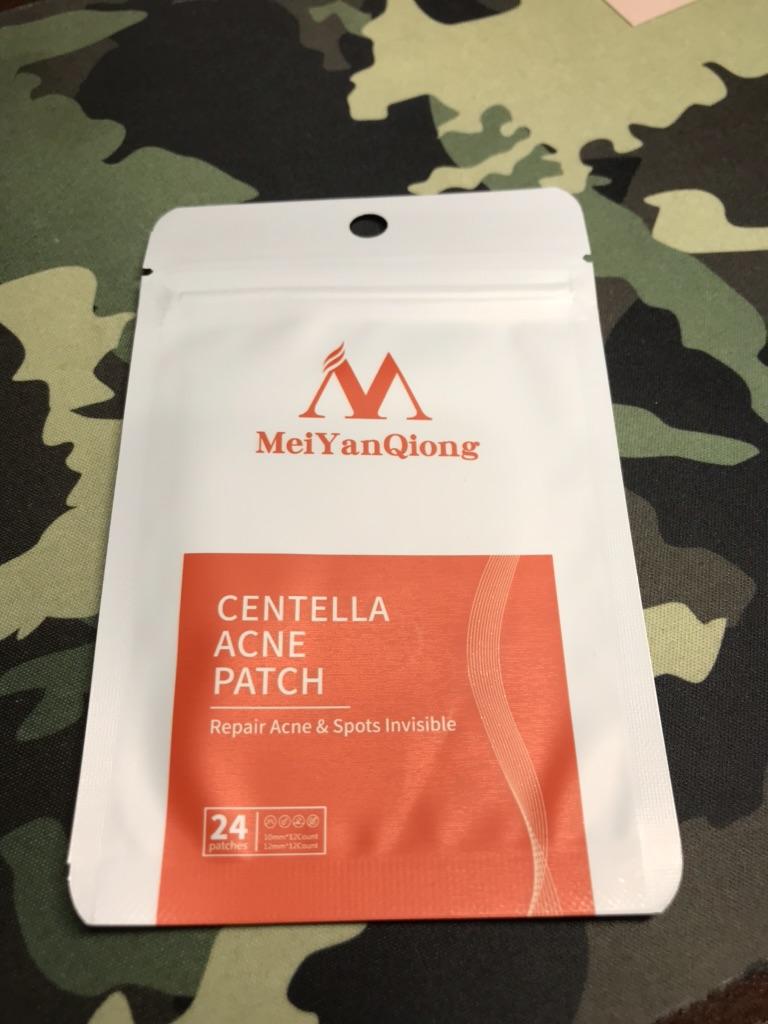 MeiYanQiong
CENTELLA
ACNE
PATCH
Repair Acne & Spots Invisible
24
patches
10mm*12Count
12mm*12Count